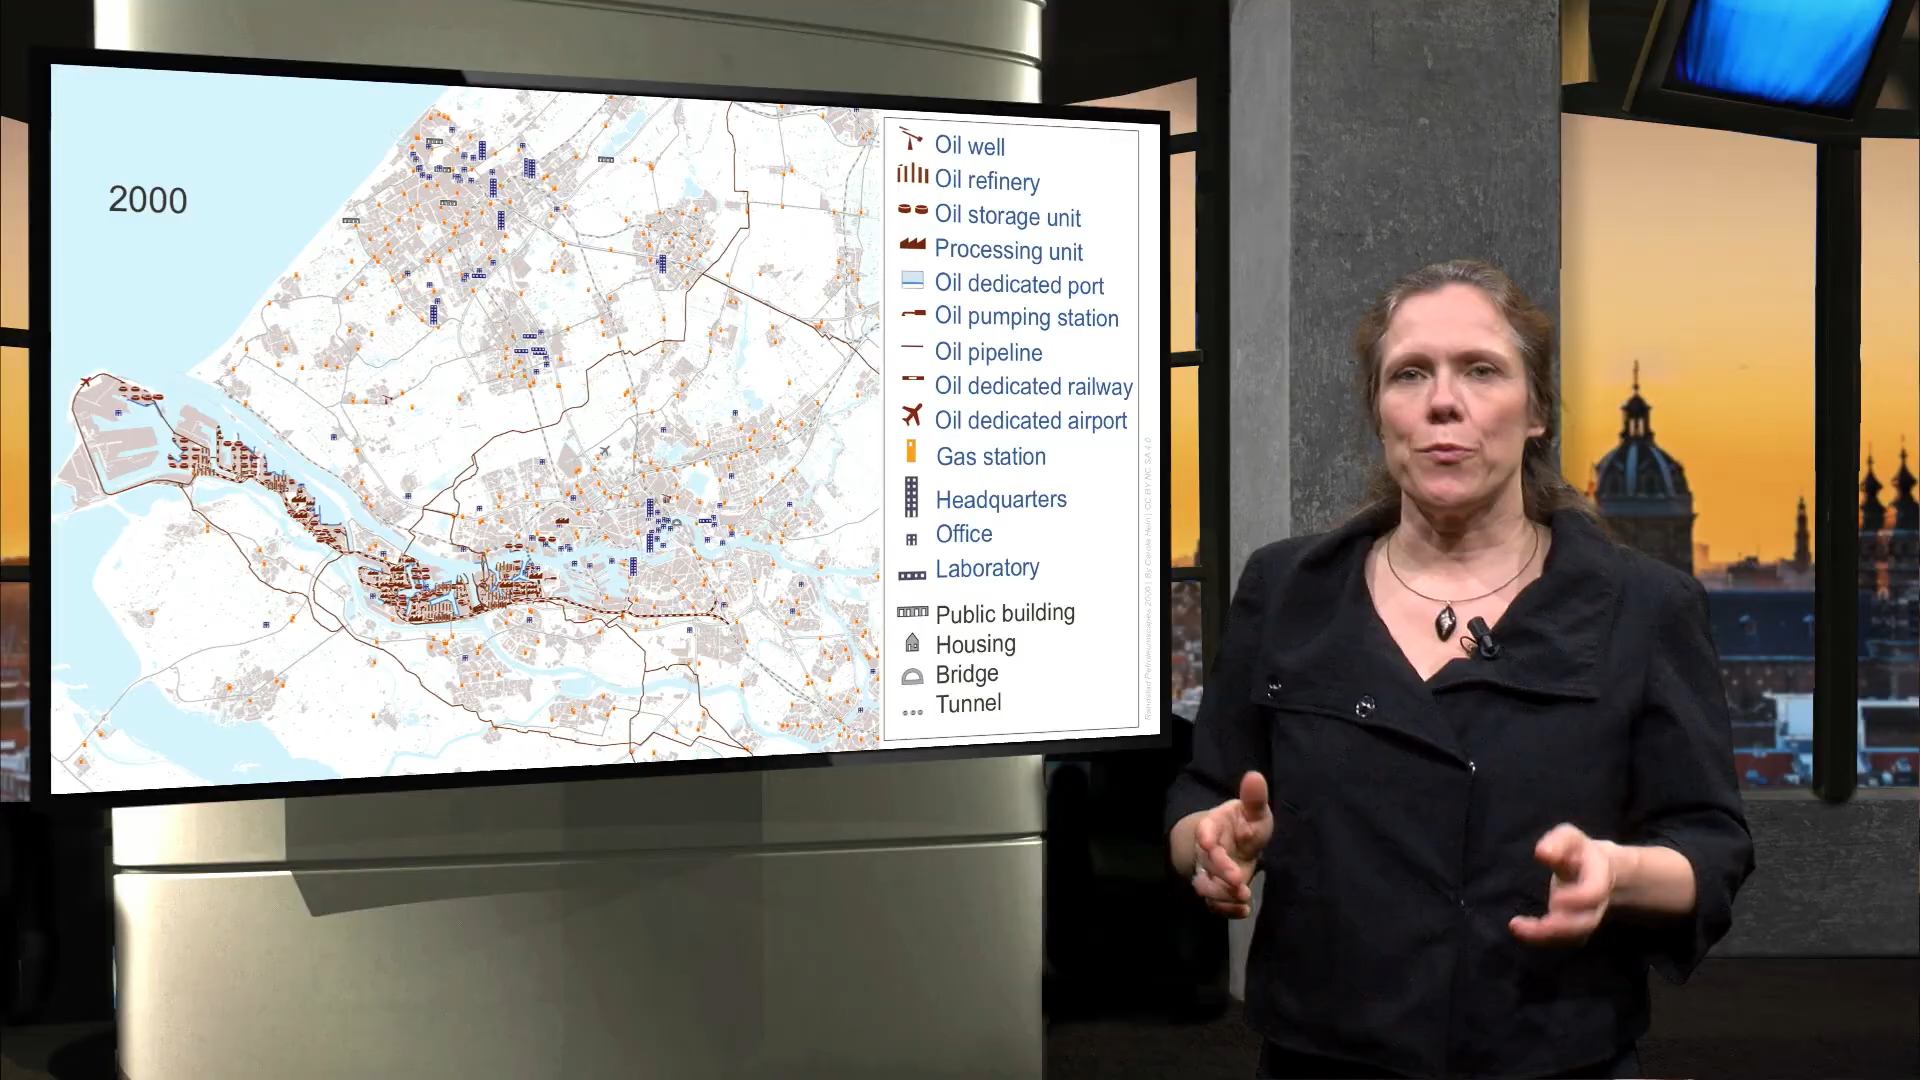 2000
Oil well
Oil refinery
Oil storage unit
Processing unit
Oil dedicated port
Oil pumping station
Oil pipeline
Oil dedicated railway
Oil dedicated airport
Gas station
Headquarters
Office
Laboratory
Public building
Housing
Bridge
Tunnel